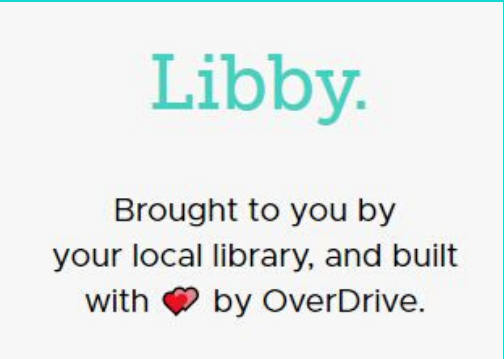 Libby.
Brought to you by
your local library, and built
with 💕 by OverDrive.